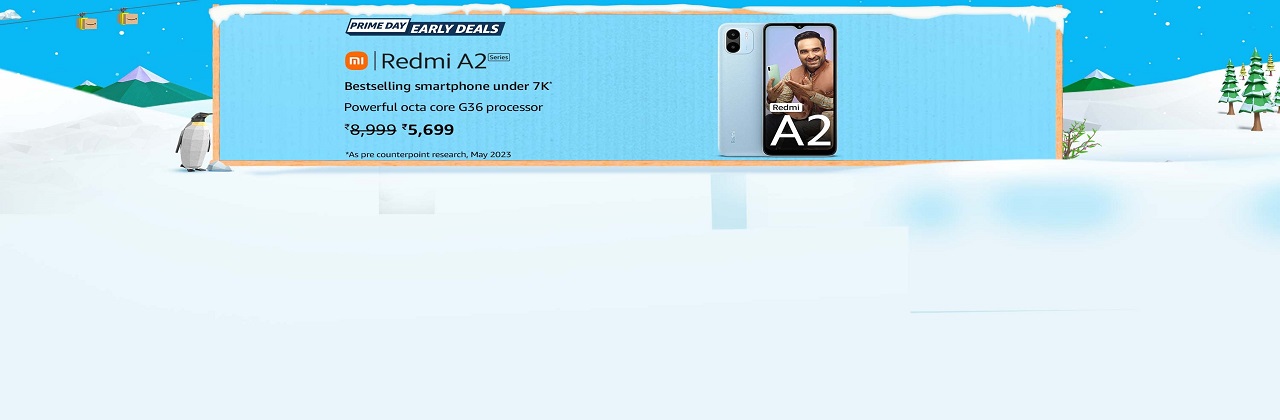 PRIME DAY EARLY DEALS
mi | Redmi A2 Series
Bestselling smartphone under 7K*
Powerful octa core G36 processor
₹8,999 ₹5,699
*As pre counterpoint research, May 2023
Redmi
A2